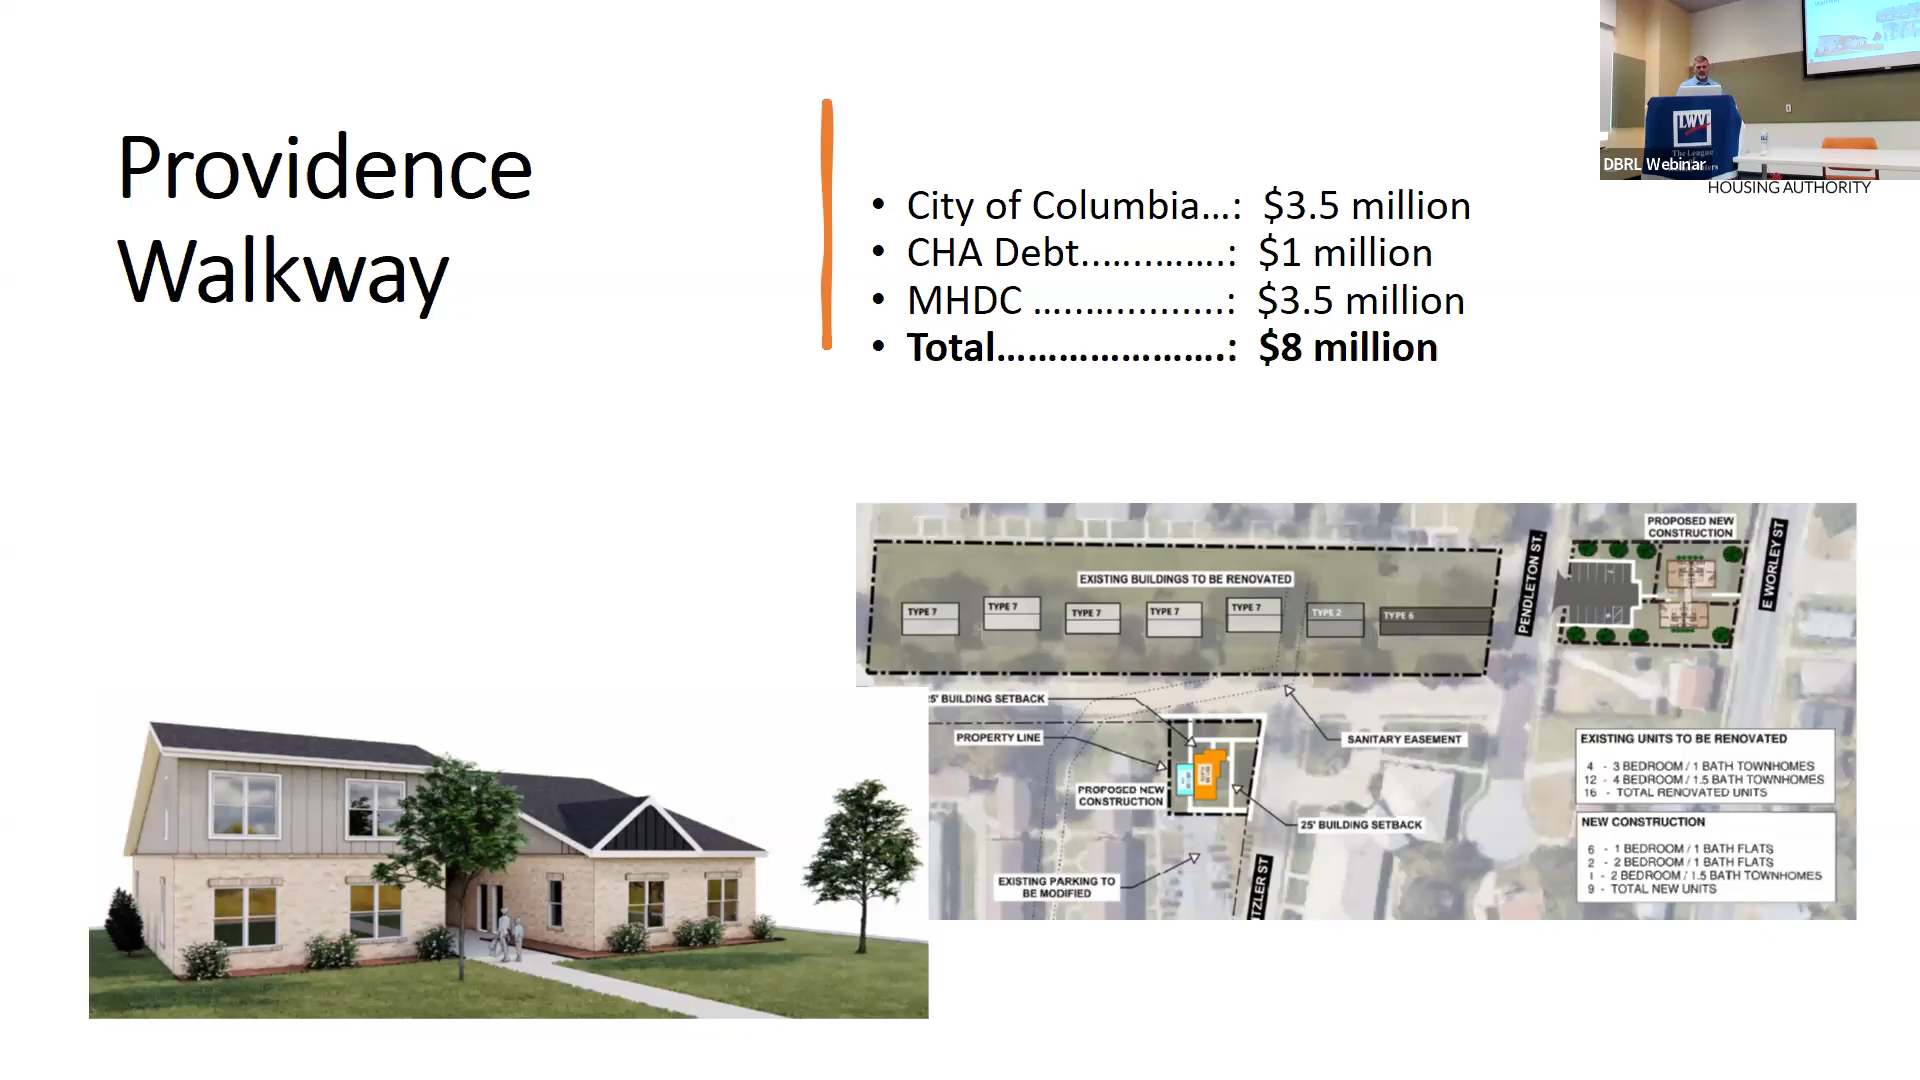 Providence
Walkway
• City of Columbia...: $3.5 million
• CHA Debt..............: $1 million
• MHDC ..................: $3.5 million
• Total......................: $8 million
LWV
The League
DBRL Webinar
HOUSING AUTHORITY
EXISTING BUILDINGS TO BE RENOVATED
TYPE 7
TYPE 7
TYPE 7
TYPE 7
TYPE 7
TYPE 2
TYPE 6
PENDLETON ST.
PROPOSED NEW
CONSTRUCTION
E WORLEY ST
25' BUILDING SETBACK
PROPERTY LINE
SANITARY EASEMENT
PROPOSED NEW
CONSTRUCTION
25' BUILDING SETBACK
EXISTING PARKING TO
BE MODIFIED
TZLER ST
EXISTING UNITS TO BE RENOVATED
4 - 3 BEDROOM / 1 BATH TOWNHOMES
12 - 4 BEDROOM / 1.5 BATH TOWNHOMES
16 - TOTAL RENOVATED UNITS
NEW CONSTRUCTION
6 - 1 BEDROOM / 1 BATH FLATS
2 - 2 BEDROOM / 1 BATH FLATS
1 - 2 BEDROOM / 1.5 BATH TOWNHOMES
9 - TOTAL NEW UNITS